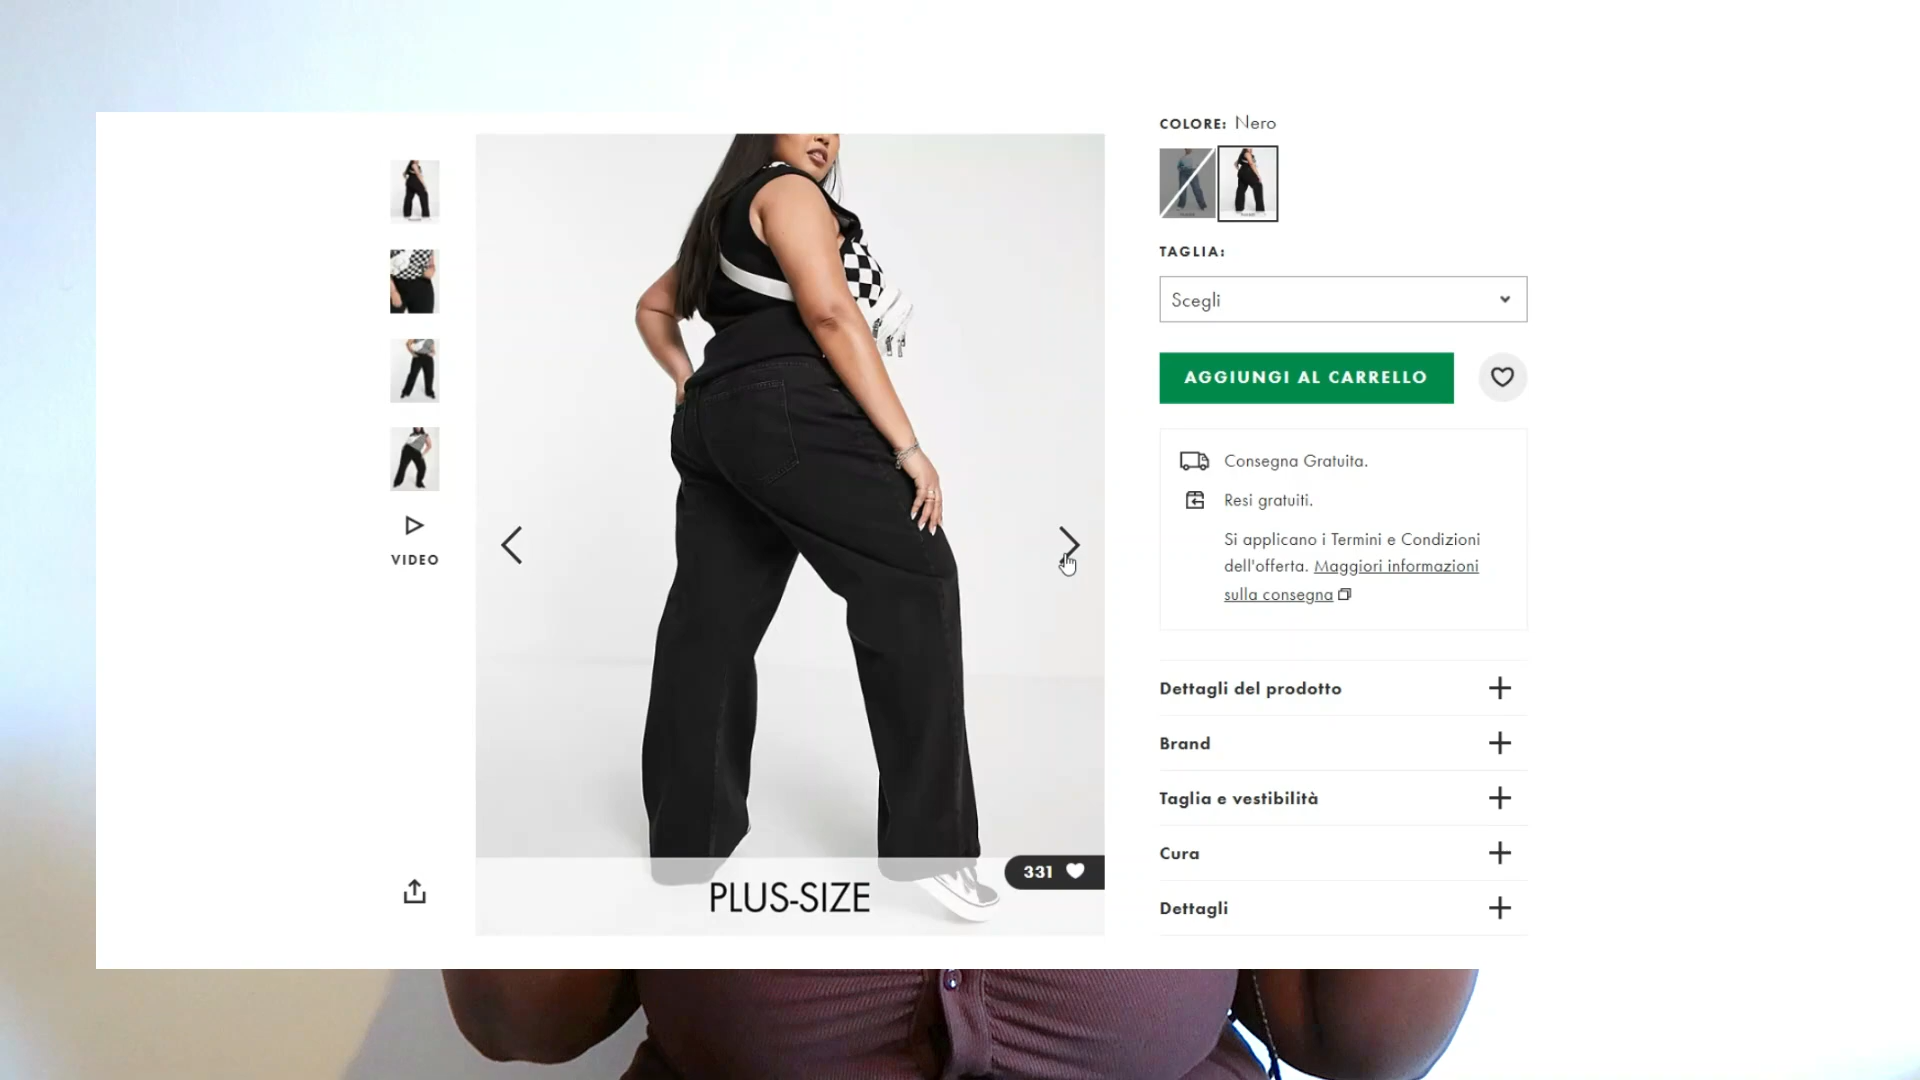 COLORE: Nero
TAGLIA:
Scegli
AGGIUNGI AL CARRELLO
Consegna Gratuita.
Resi gratuiti.
Si applicano i Termini e Condizioni
dell'offerta. Maggiori informazioni
sulla consegna
VIDEO
331
PLUS-SIZE
Dettagli del prodotto
Brand
Taglia e vestibilità
Cura
Dettagli